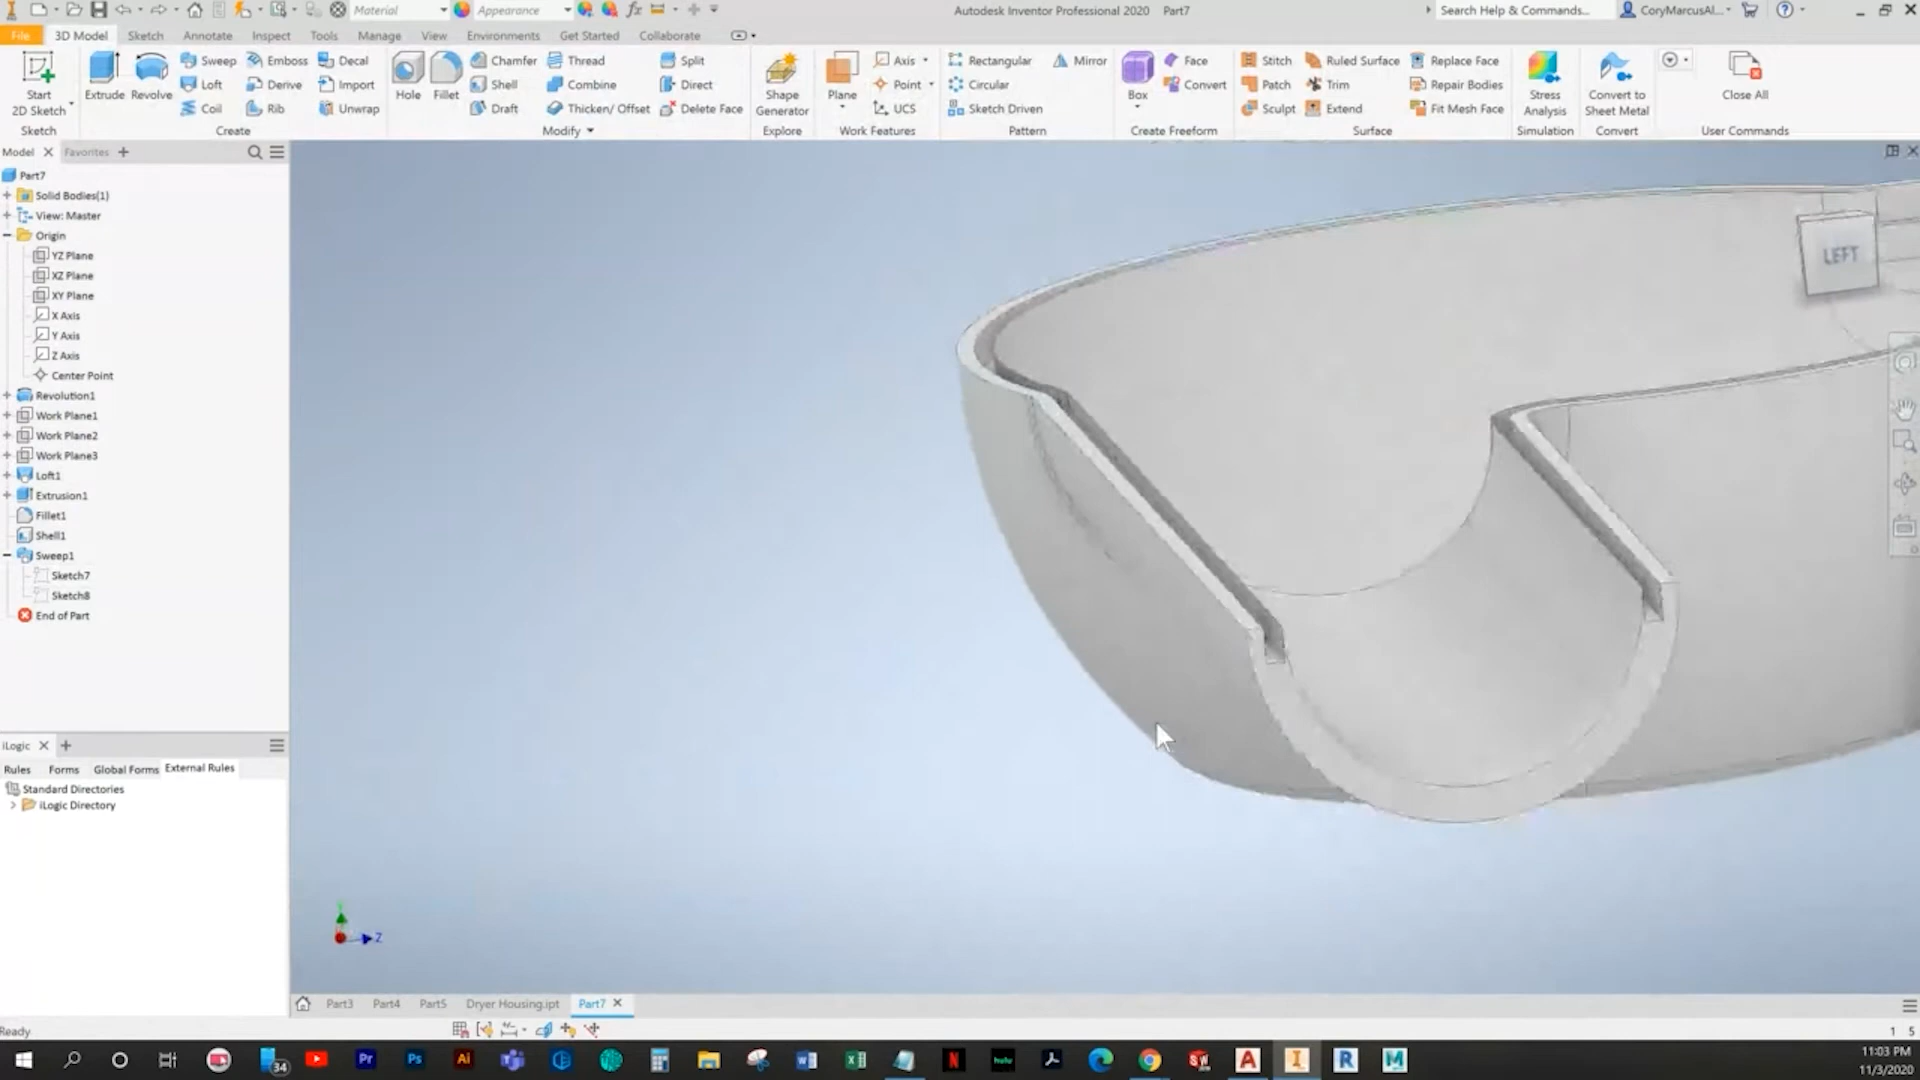 Material Appearance Autodesk Inventor Professional 2020 Part7 Search Help & Commands... CoryMarcusAl...
File 3D Model Sketch Annotate Inspect Tools Manage View Environments Get Started Collaborate
Start 2D Sketch Extrude Revolve Sweep Emboss Decal Hole Fillet Chamfer Thread Split Shape Generator Plane Axis Rectangular Mirror Box Face Stitch Ruled Surface Replace Face Stress Analysis Convert to Sheet Metal Close All
Loft Derive Import Shell Combine Direct Point Circular Convert Patch Trim Repair Bodies
Coil Rib Unwrap Draft Thicken/ Offset Delete Face UCS Sketch Driven Sculpt Extend Fit Mesh Face
Sketch Create Modify Explore Work Features Pattern Create Freeform Surface Simulation Convert User Commands
Model Favorites
Part7
Solid Bodies(1)
View: Master
Origin
YZ Plane
XZ Plane
XY Plane
X Axis
Y Axis
Z Axis
Center Point
Revolution1
Work Plane1
Work Plane2
Work Plane3
Loft1
Extrusion1
Fillet1
Shell1
Sweep1
Sketch7
Sketch8
End of Part
LEFT
iLogic
Rules Forms Global Forms External Rules
Standard Directories
iLogic Directory
Z
Part3 Part4 Part5 Dryer Housing.ipt Part7
Ready 1 5
34 Pr Ps Ai N hulu SW A I R M
11:03 PM
11/3/2020